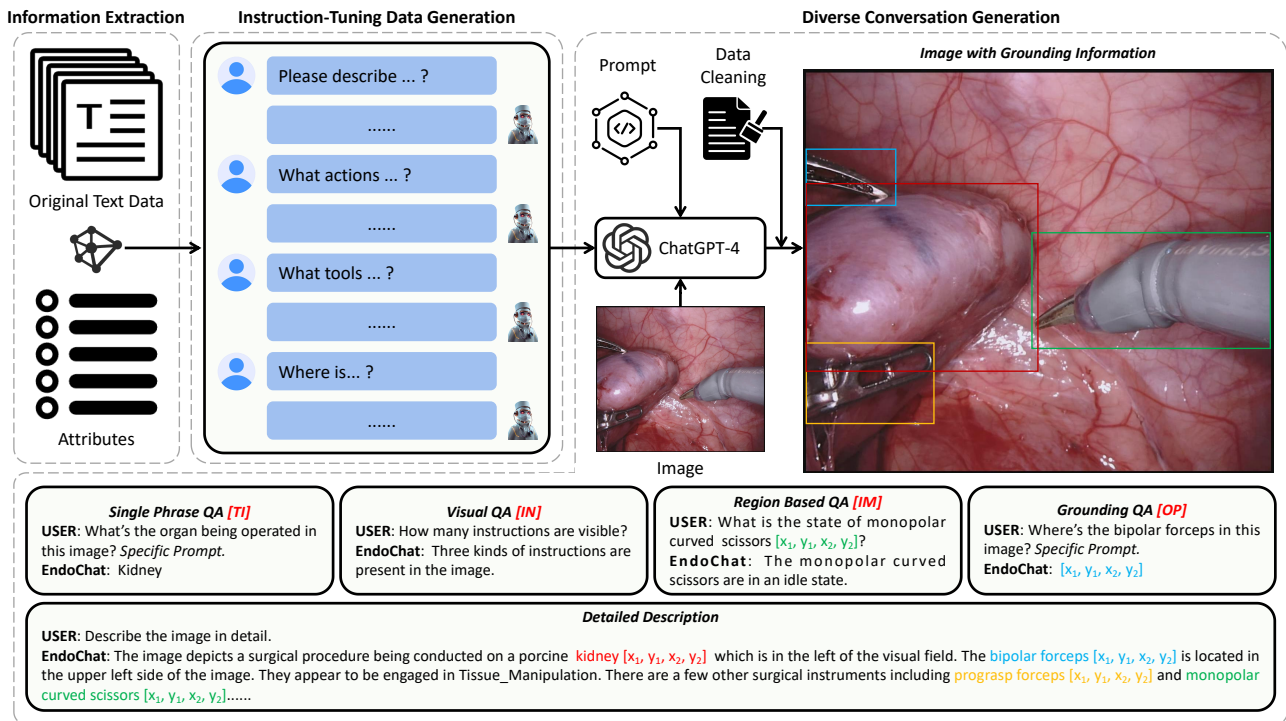 Information Extraction
Instruction-Tuning Data Generation
Diverse Conversation Generation
T
Original Text Data
Attributes
Please describe ... ?
......
What actions ... ?
......
What tools ... ?
......
Where is... ?
......
Prompt
</>
Data
Cleaning
ChatGPT-4
Image
Image with Grounding Information
Single Phrase QA [TI]
USER: What's the organ being operated in
this image? Specific Prompt.
EndoChat: Kidney
Visual QA [IN]
USER: How many instructions are visible?
EndoChat: Three kinds of instructions are
present in the image.
Region Based QA [IM]
USER: What is the state of monopolar
curved scissors [x₁, y₁, x₂, y₂]?
EndoChat: The monopolar curved
scissors are in an idle state.
Grounding QA [OP]
USER: Where's the bipolar forceps in this
image? Specific Prompt.
EndoChat: [x₁, y₁, x₂, y₂]
Detailed Description
USER: Describe the image in detail.
EndoChat: The image depicts a surgical procedure being conducted on a porcine kidney [x₁, y₁, x₂, y₂] which is in the left of the visual field. The bipolar forceps [x₁, y₁, x₂, y₂] is located in
the upper left side of the image. They appear to be engaged in Tissue_Manipulation. There are a few other surgical instruments including prograsp forceps [x₁, y₁, x₂, y₂] and monopolar
curved scissors [x₁, y₁, x₂, y₂]......